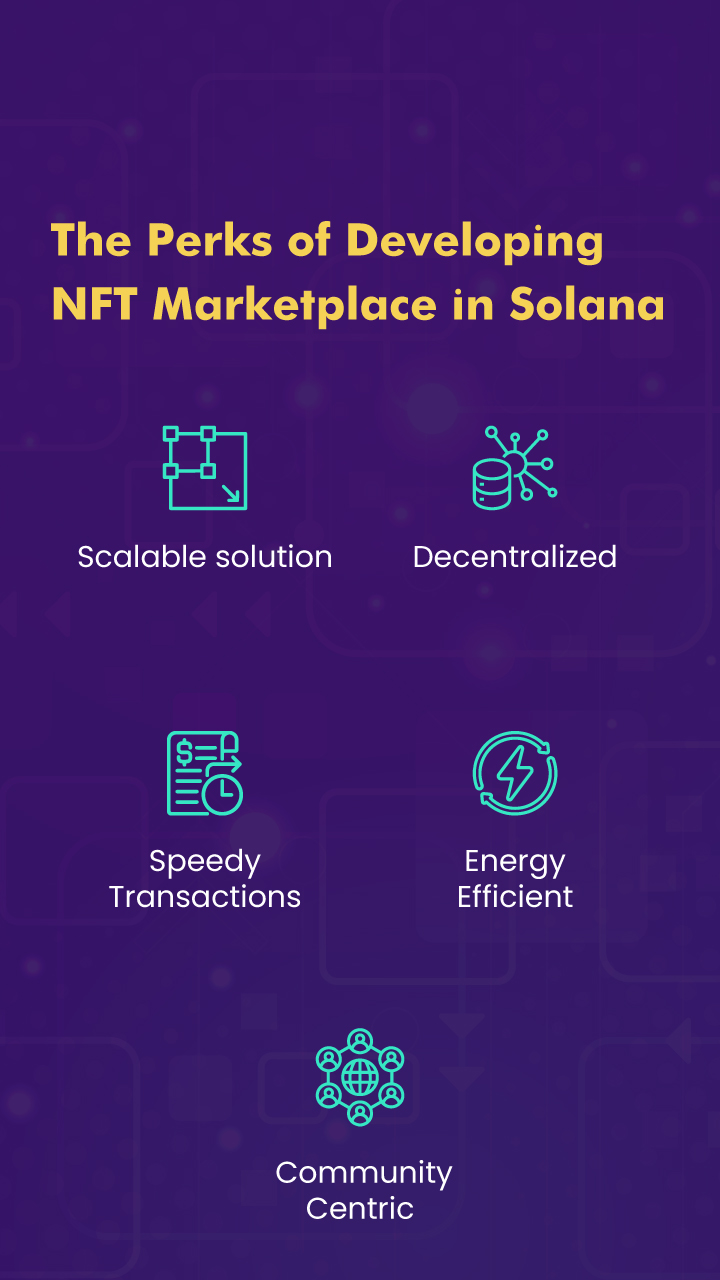 The Perks of Developing
NFT Marketplace in Solana
Scalable solution
Decentralized
Speedy
Transactions
Energy
Efficient
Community
Centric